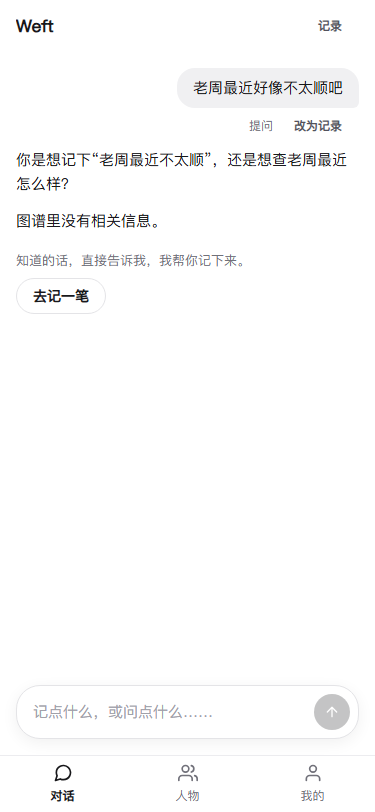 Weft
记录
老周最近好像不太顺吧
提问
改为记录
你是想记下“老周最近不太顺”，还是想查老周最近
怎么样？
图谱里没有相关信息。
知道的话，直接告诉我，我帮你记下来。
去记一笔
记点什么，或问点什么……
对话
人物
我的